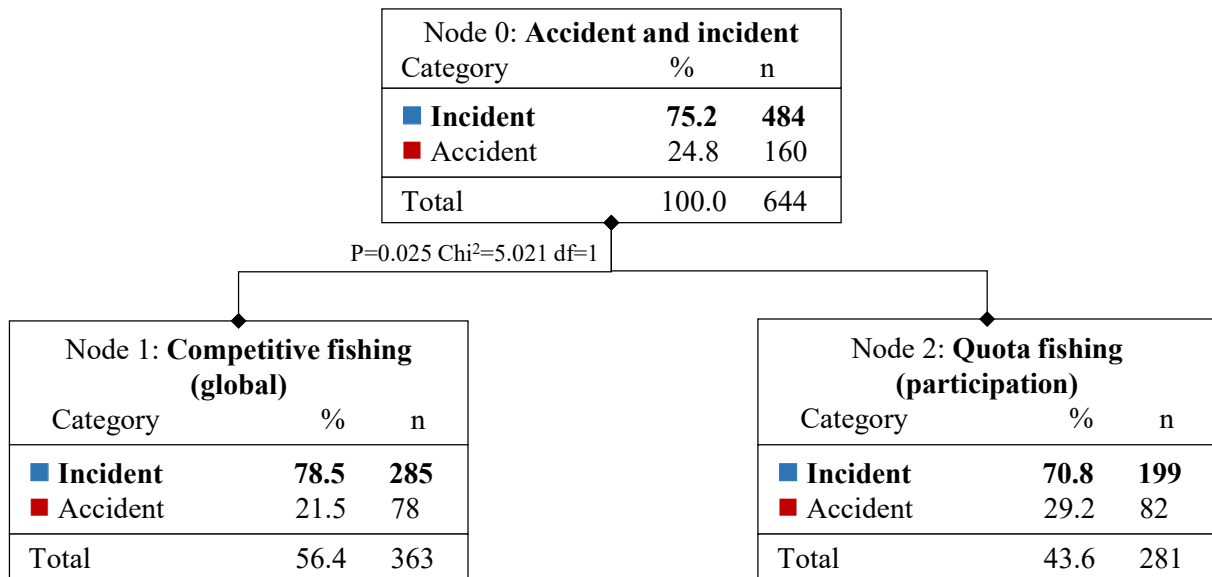 Node 0: Accident and incident
Category % n
Incident 75.2 484
Accident 24.8 160
Total 100.0 644
P=0.025 Chi²=5.021 df=1
Node 1: Competitive fishing
(global)
Category % n
Incident 78.5 285
Accident 21.5 78
Total 56.4 363
Node 2: Quota fishing
(participation)
Category % n
Incident 70.8 199
Accident 29.2 82
Total 43.6 281